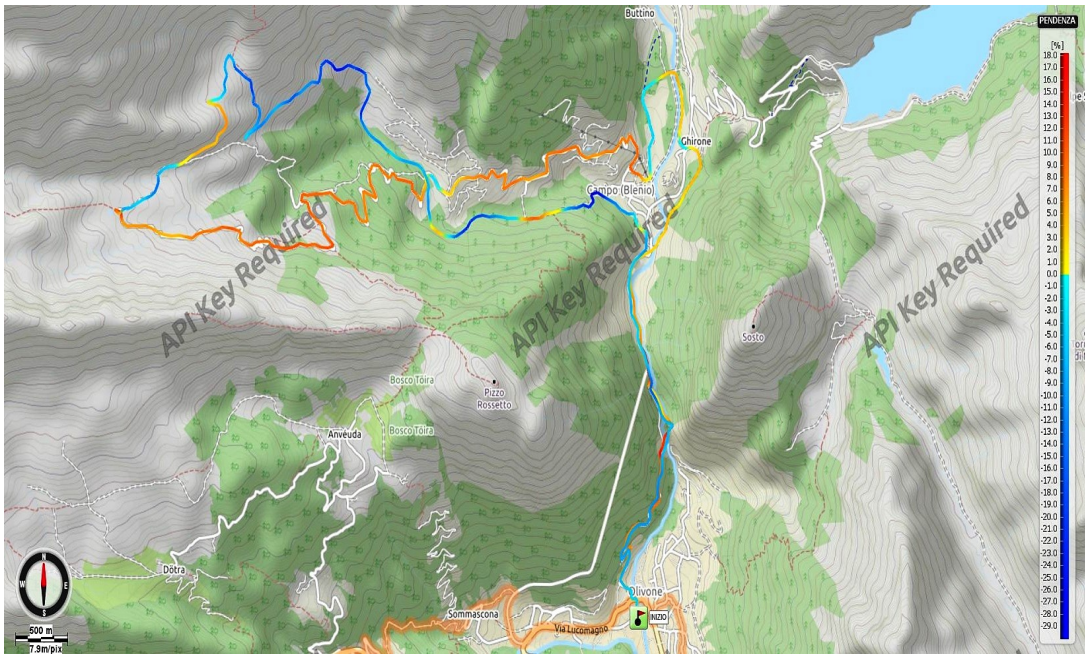 Buttino
PENDENZA
[%]
18.0
17.0
16.0
15.0
14.0
13.0
12.0
11.0
10.0
9.0
8.0
7.0
6.0
5.0
4.0
3.0
2.0
1.0
0.0
-1.0
-2.0
-3.0
-4.0
-5.0
-6.0
-7.0
-8.0
-9.0
-10.0
-11.0
-12.0
-13.0
-14.0
-15.0
-16.0
-17.0
-18.0
-19.0
-20.0
-21.0
-22.0
-23.0
-24.0
-25.0
-26.0
-27.0
-28.0
-29.0
Ghirone
Campo (Blenio)
API Key Required
API Key Required
API Key Required
Sosto
Bosco Töira
Pizzo
Rossetto
Anvéuda
Bosco Töira
Dötra
Olivone
Sommascona
INIZIO
Via Lucomagno
N
W
E
S
500 m
7.9m/pix